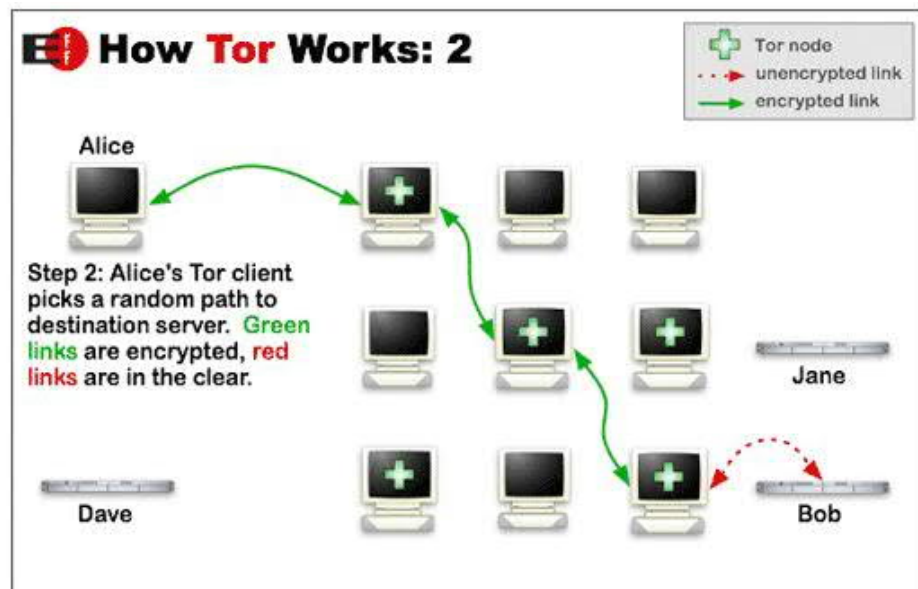 How Tor Works: 2
Tor node
unencrypted link
encrypted link
Alice
Step 2: Alice's Tor client
picks a random path to
destination server. Green
links are encrypted, red
links are in the clear.
Jane
Dave
Bob